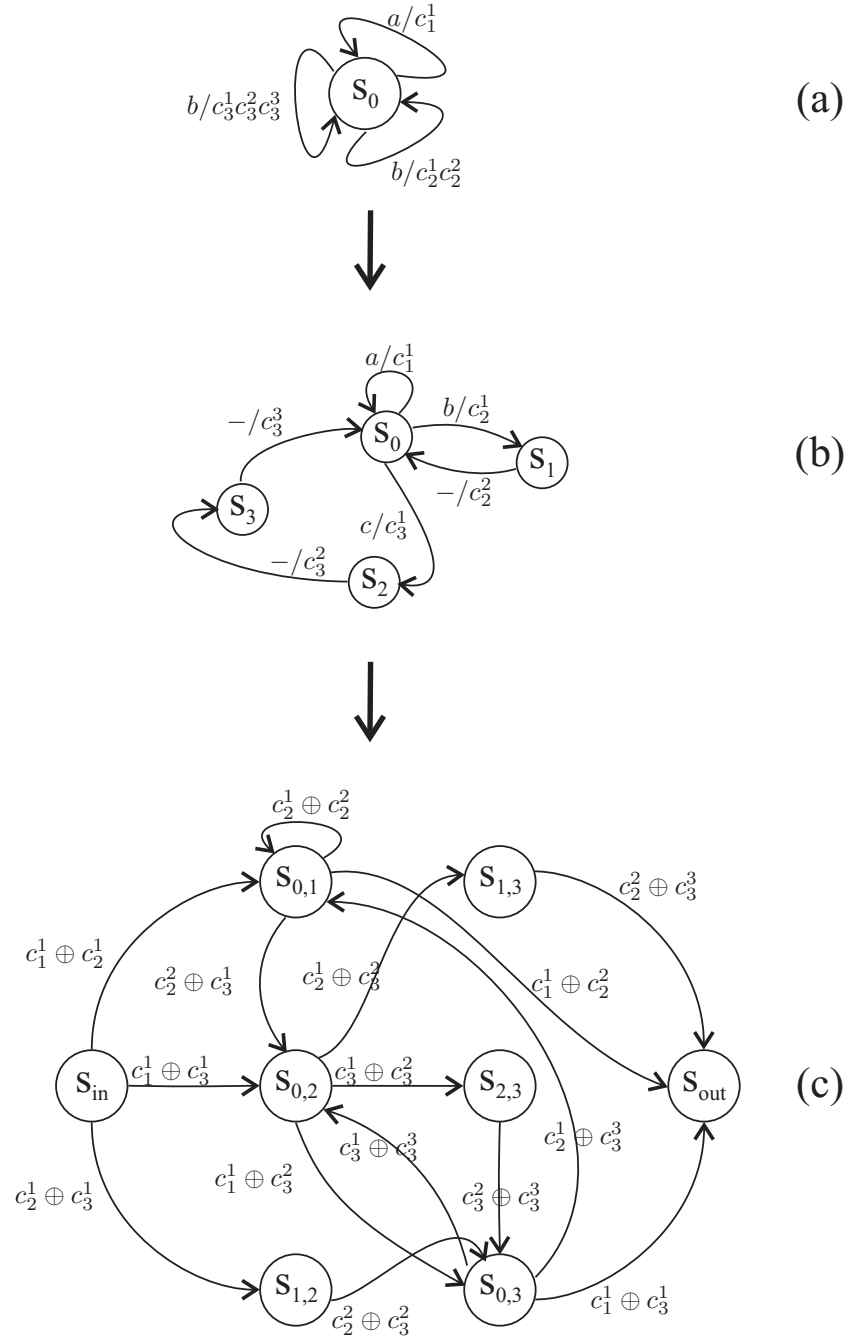 a/c_1^1
S_0
(a)
b/c_3^1c_3^2c_3^3
b/c_2^1c_2^2
a/c_1^1
b/c_2^1
-/c_3^3
S_0
(b)
S_1
-/c_2^2
S_3
c/c_3^1
-/c_3^2
S_2
c_2^1 ⊕ c_2^2
S_{0,1}
S_{1,3}
c_2^2 ⊕ c_3^3
c_1^1 ⊕ c_2^1
c_2^2 ⊕ c_3^1
c_2^1 ⊕ c_3^2
c_1^1 ⊕ c_2^2
S_{in}
c_1^1 ⊕ c_3^1
S_{0,2}
c_3^1 ⊕ c_3^2
S_{2,3}
S_{out}
(c)
c_3^1 ⊕ c_3^3
c_2^1 ⊕ c_3^3
c_1^1 ⊕ c_3^2
c_2^1 ⊕ c_3^1
c_3^2 ⊕ c_3^3
S_{1,2}
S_{0,3}
c_1^1 ⊕ c_3^1
c_2^2 ⊕ c_3^2